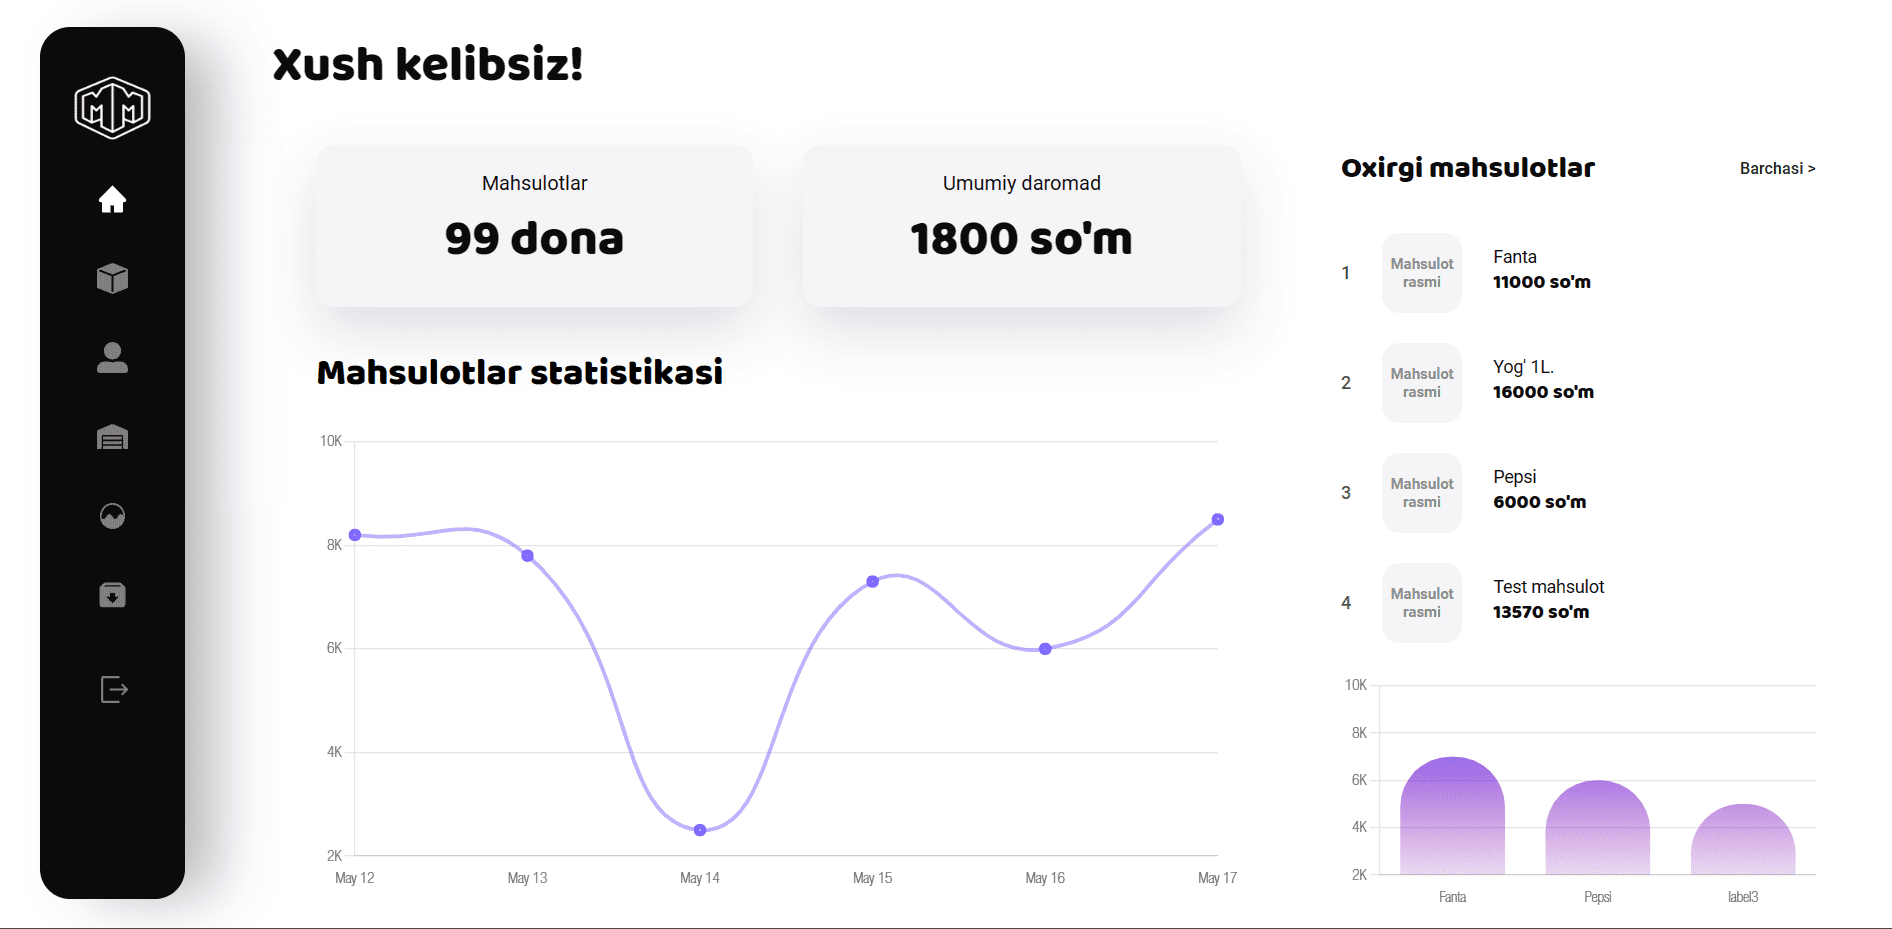 Xush kelibsiz!
Mahsulotlar
99 dona
Umumiy daromad
1800 so'm
Mahsulotlar statistikasi
10K
8K
6K
4K
2K
May 12
May 13
May 14
May 15
May 16
May 17
Oxirgi mahsulotlar
Barchasi >
1
Mahsulot
rasmi
Fanta
11000 so'm
2
Mahsulot
rasmi
Yog' 1L.
16000 so'm
3
Mahsulot
rasmi
Pepsi
6000 so'm
4
Mahsulot
rasmi
Test mahsulot
13570 so'm
10K
8K
6K
4K
2K
Fanta
Pepsi
label3